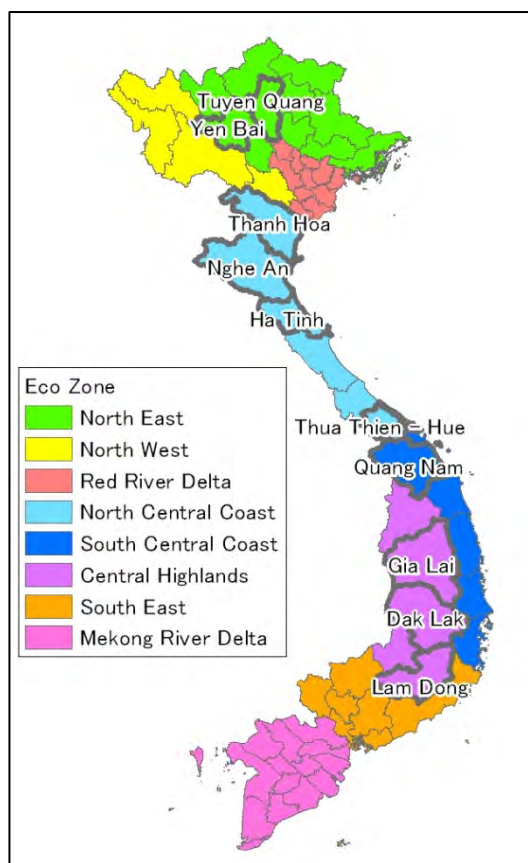 Tuyen Quang
Yen Bai
Thanh Hoa
Nghe An
Ha Tinh
Thua Thien - Hue
Quang Nam
Gia Lai
Dak Lak
Lam Dong
Eco Zone
North East
North West
Red River Delta
North Central Coast
South Central Coast
Central Highlands
South East
Mekong River Delta